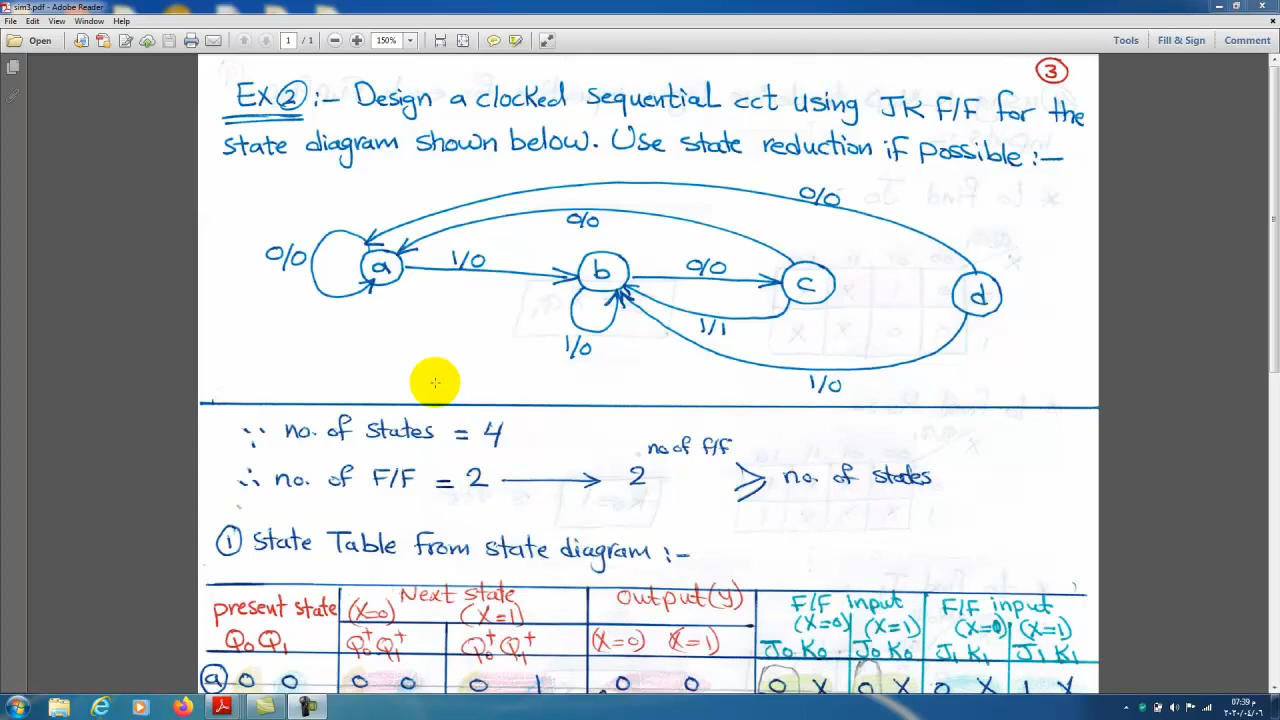 sim3.pdf - Adobe Reader
File Edit View Window Help
Open 1 / 1 150% Tools Fill & Sign Comment
3
Ex 2 :- Design a clocked sequential cct using JK F/F for the
state diagram shown below. Use state reduction if possible :-
0/0
0/0
0/0 a 1/0 b 0/0 c d
1/1
1/0
1/0
∵ no. of states = 4
no of F/F
∴ no. of F/F = 2 → 2 ⩾ no. of states
1 state Table from state diagram :-
present state Next state output(y) F/F input F/F input
(X=0) (X=1) (X=0) (X=1) (X=0) (X=1)
Q0 Q1 Q0+ Q1+ Q0+ Q1+ (X=0) (X=1) J0 K0 J0 K0 J1 K1 J1 K1
a 0 0 0 0 0 1 0 0 0 X 0 X 0 X 1 X
07:39 م
٢٠٢٠/٠٤/٠٦